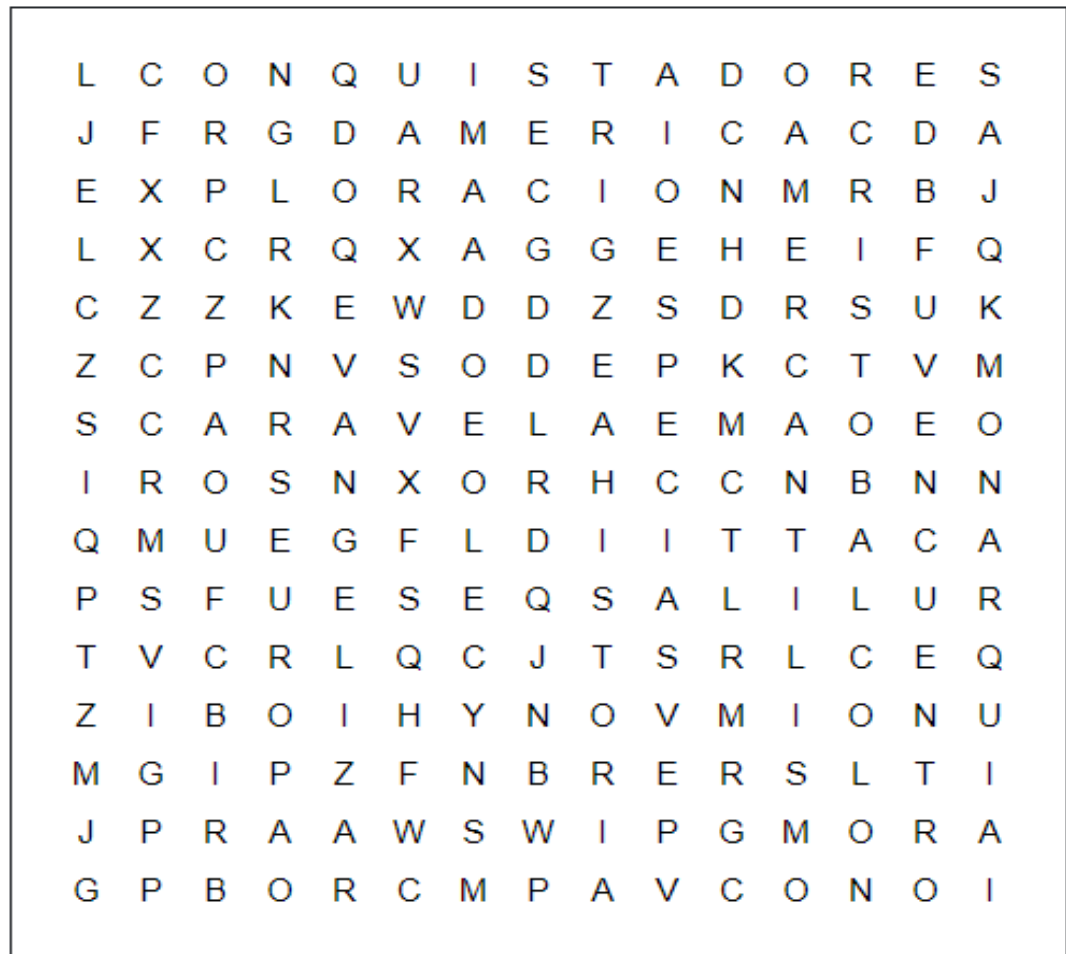 L C O N Q U I S T A D O R E S
J F R G D A M E R I C A C D A
E X P L O R A C I O N M R B J
L X C R Q X A G G E H E I F Q
C Z Z K E W D D Z S D R S U K
Z C P N V S O D E P K C T V M
S C A R A V E L A E M A O E O
I R O S N X O R H C C N B N N
Q M U E G F L D I I T T A C A
P S F U E S E Q S A L I L U R
T V C R L Q C J T S R L C E Q
Z I B O I H Y N O V M I O N U
M G I P Z F N B R E R S L T I
J P R A A W S W I P G M O R A
G P B O R C M P A V C O N O I